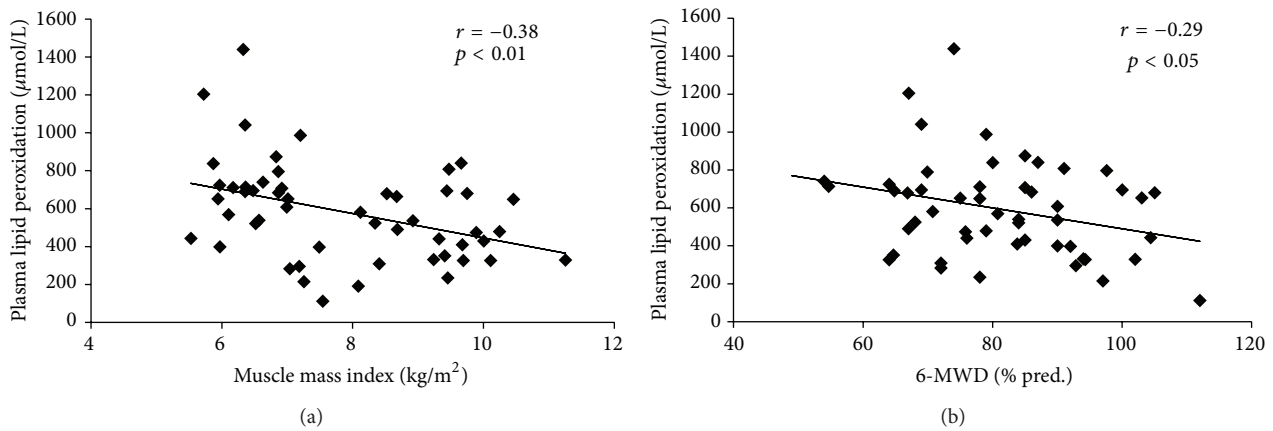 Plasma lipid peroxidation (μmol/L)
1600
1400
1200
1000
800
600
400
200
0
r = −0.38
p < 0.01
4
6
8
10
12
Muscle mass index (kg/m²)
(a)
Plasma lipid peroxidation (μmol/L)
1600
1400
1200
1000
800
600
400
200
0
r = −0.29
p < 0.05
40
60
80
100
120
6-MWD (% pred.)
(b)